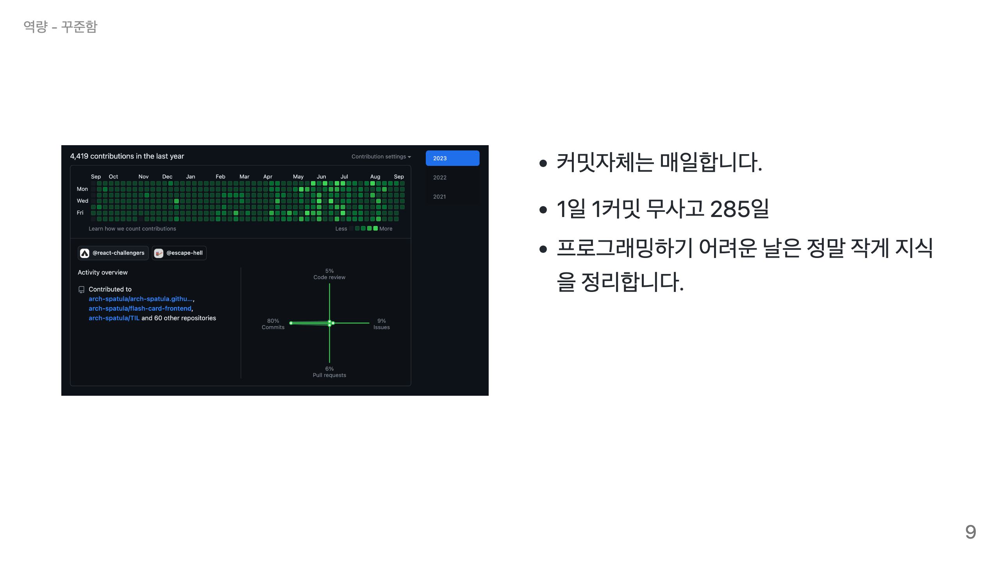 역량 - 꾸준함
4,419 contributions in the last year
Contribution settings
2023
2022
2021
Sep Oct Nov Dec Jan Feb Mar Apr May Jun Jul Aug Sep
Mon
Wed
Fri
Learn how we count contributions
Less More
@react-challengers @escape-hell
Activity overview
Contributed to
arch-spatula/arch-spatula.githu...,
arch-spatula/flash-card-frontend,
arch-spatula/TIL and 60 other repositories
5%
Code review
80%
Commits
9%
Issues
6%
Pull requests
• 커밋자체는 매일합니다.
• 1일 1커밋 무사고 285일
• 프로그래밍하기 어려운 날은 정말 작게 지식
을 정리합니다.
9